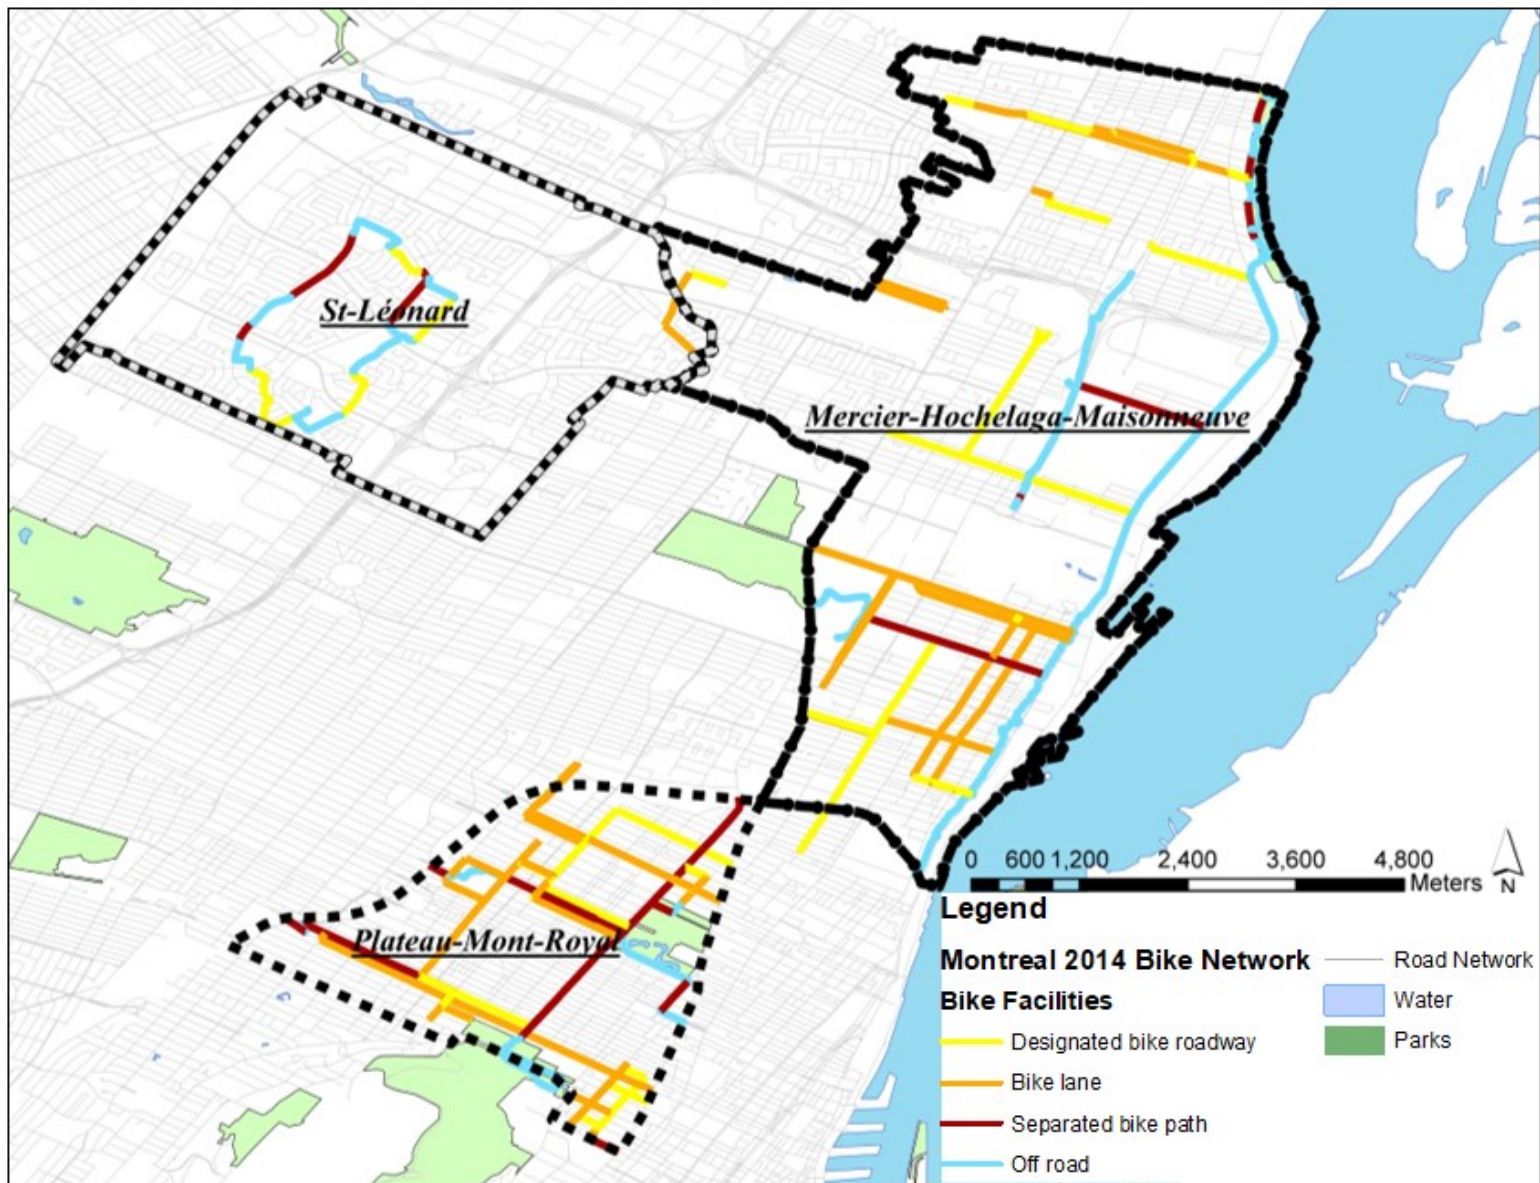 St-Léonard
Mercier-Hochelaga-Maisonneuve
Plateau-Mont-Royal
0 600 1,200 2,400 3,600 4,800
Meters
N
Legend
Montreal 2014 Bike Network
Bike Facilities
Designated bike roadway
Bike lane
Separated bike path
Off road
Road Network
Water
Parks